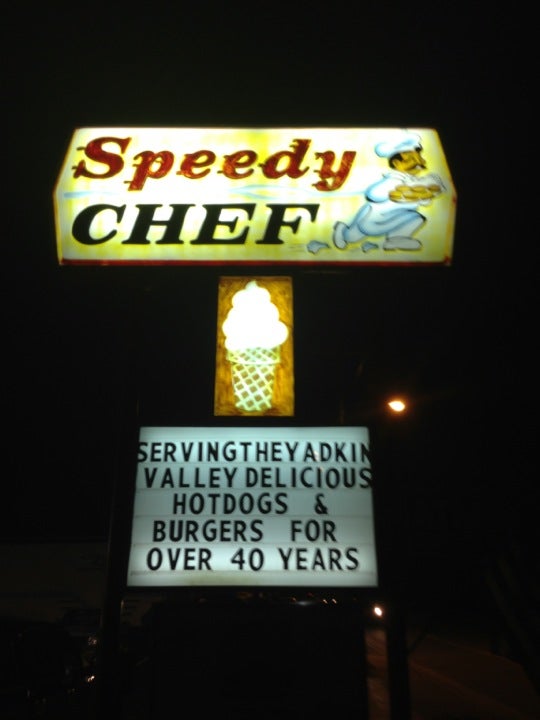 Speedy
CHEF
SERVINGTHEYADKIN
VALLEY DELICIOUS
HOTDOGS &
BURGERS FOR
OVER 40 YEARS